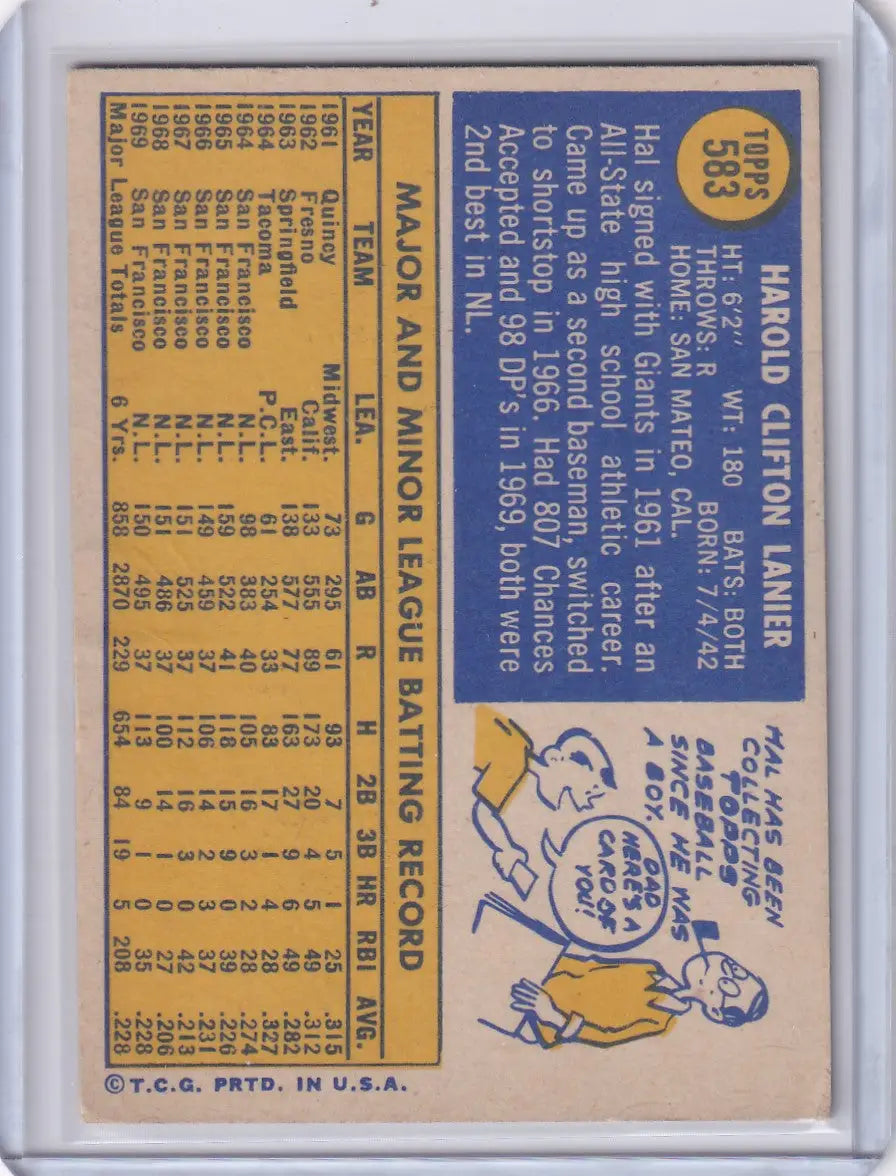 TOPPS
583
HAROLD CLIFTON LANIER
HT: 6'2" WT: 180 BATS: BOTH
THROWS: R BORN: 7/4/42
HOME: SAN MATEO, CAL.
Hal signed with Giants in 1961 after an
All-State high school athletic career.
Came up as a second baseman, switched
to shortstop in 1966. Had 807 Chances
Accepted and 98 DP's in 1969, both were
2nd best in NL.
HAL HAS BEEN
COLLECTING
TOPPS
BASEBALL
SINCE HE WAS
A BOY.
DAD
HERE'S A
CARD OF
YOU!
MAJOR AND MINOR LEAGUE BATTING RECORD
YEAR TEAM LEA. G AB R H 2B 3B HR RBI AVG.
1961 Quincy Midwest. 73 295 61 93 7 5 1 25 .315
1962 Fresno Calif. 133 555 89 173 20 4 5 49 .312
1963 Springfield East. 138 577 77 163 27 9 6 49 .282
1964 Tacoma P.C.L. 61 254 33 83 17 1 4 28 .327
1964 San Francisco N.L. 98 383 40 105 16 3 2 28 .274
1965 San Francisco N.L. 159 522 41 118 15 9 0 39 .226
1966 San Francisco N.L. 149 459 37 106 14 2 3 37 .231
1967 San Francisco N.L. 151 525 37 112 16 3 0 42 .213
1968 San Francisco N.L. 151 486 37 100 14 1 0 27 .206
1969 San Francisco N.L. 150 495 37 113 9 1 0 35 .228
Major League Totals 6 Yrs. 858 2870 229 654 84 19 5 208 .228
©T.C.G. PRTD. IN U.S.A.